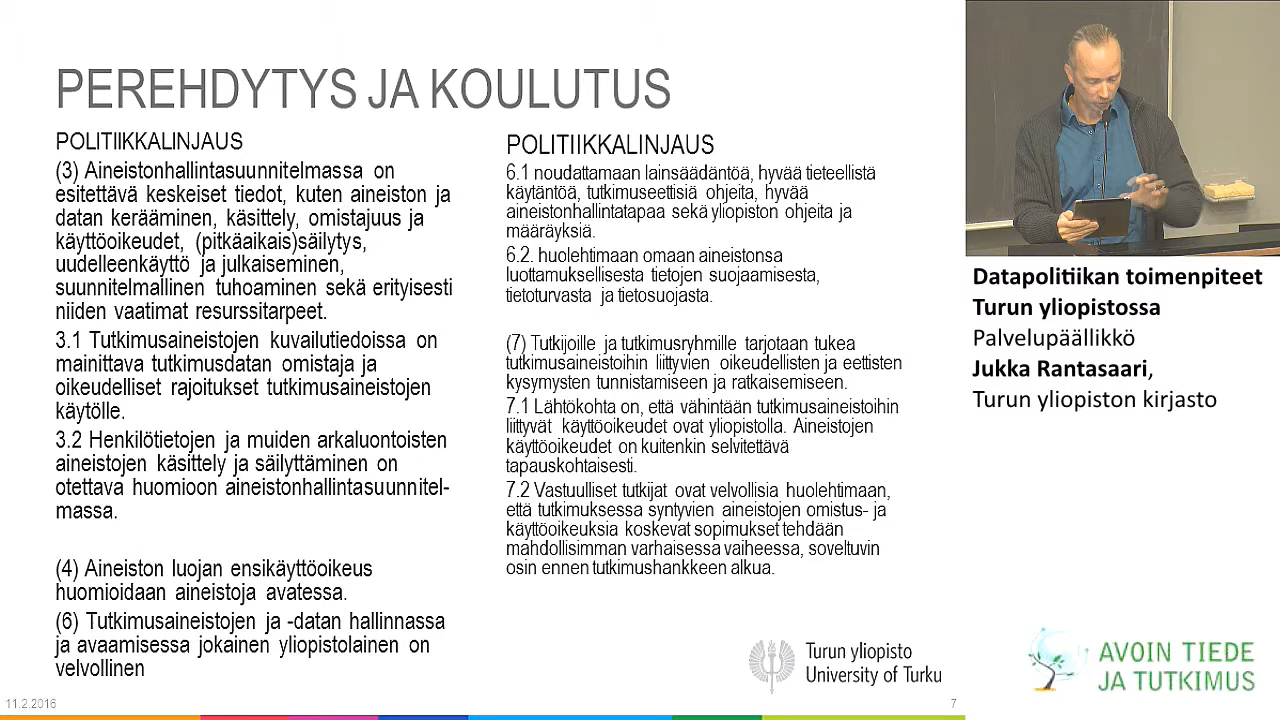 PEREHDYTYS JA KOULUTUS
POLITIIKKALINJAUS
(3) Aineistonhallintasuunnitelmassa on
esitettävä keskeiset tiedot, kuten aineiston ja
datan kerääminen, käsittely, omistajuus ja
käyttöoikeudet, (pitkäaikais)säilytys,
uudelleenkäyttö ja julkaiseminen,
suunnitelmallinen tuhoaminen sekä erityisesti
niiden vaatimat resurssitarpeet.
3.1 Tutkimusaineistojen kuvailutiedoissa on
mainittava tutkimusdatan omistaja ja
oikeudelliset rajoitukset tutkimusaineistojen
käytölle.
3.2 Henkilötietojen ja muiden arkaluontoisten
aineistojen käsittely ja säilyttäminen on
otettava huomioon aineistonhallintasuunnitel-
massa.
(4) Aineiston luojan ensikäyttöoikeus
huomioidaan aineistoja avatessa.
(6) Tutkimusaineistojen ja -datan hallinnassa
ja avaamisessa jokainen yliopistolainen on
velvollinen
POLITIIKKALINJAUS
6.1 noudattamaan lainsäädäntöä, hyvää tieteellistä
käytäntöä, tutkimuseettisiä ohjeita, hyvää
aineistonhallintatapaa sekä yliopiston ohjeita ja
määräyksiä.
6.2. huolehtimaan omaan aineistonsa
luottamuksellisesta tietojen suojaamisesta,
tietoturvasta ja tietosuojasta.
(7) Tutkijoille ja tutkimusryhmille tarjotaan tukea
tutkimusaineistoihin liittyvien oikeudellisten ja eettisten
kysymysten tunnistamiseen ja ratkaisemiseen.
7.1 Lähtökohta on, että vähintään tutkimusaineistoihin
liittyvät käyttöoikeudet ovat yliopistolla. Aineistojen
käyttöoikeudet on kuitenkin selvitettävä
tapauskohtaisesti.
7.2 Vastuulliset tutkijat ovat velvollisia huolehtimaan,
että tutkimuksessa syntyvien aineistojen omistus- ja
käyttöoikeuksia koskevat sopimukset tehdään
mahdollisimman varhaisessa vaiheessa, soveltuvin
osin ennen tutkimushankkeen alkua.
Turun yliopisto
University of Turku
11.2.2016
7
Datapolitiikan toimenpiteet
Turun yliopistossa
Palvelupäällikkö
Jukka Rantasaari,
Turun yliopiston kirjasto
AVOIN TIEDE
JA TUTKIMUS